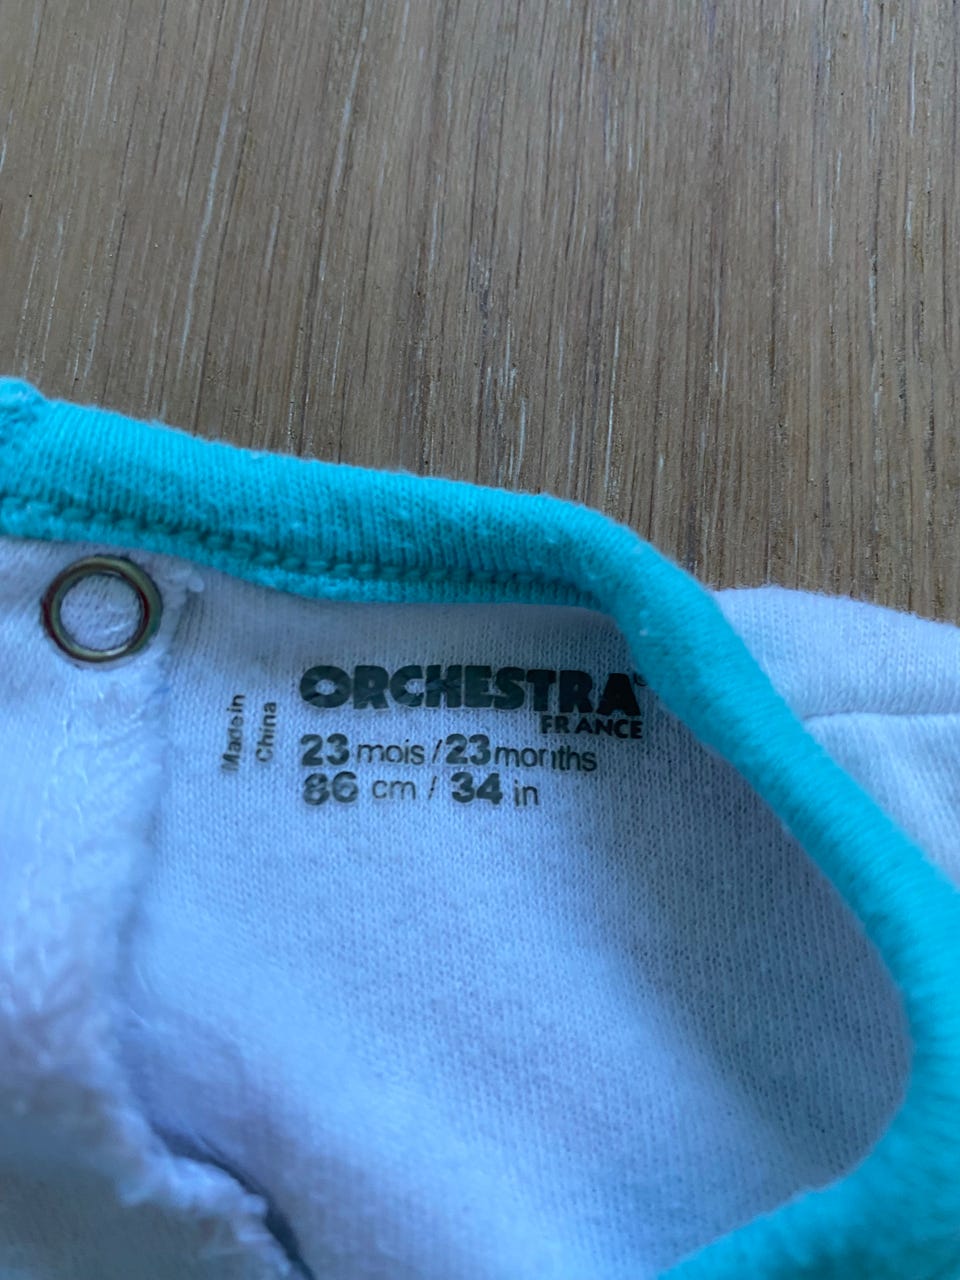 ORCHESTRA
FRANCE
23 mois / 23 months
86 cm / 34 in
Made in
China